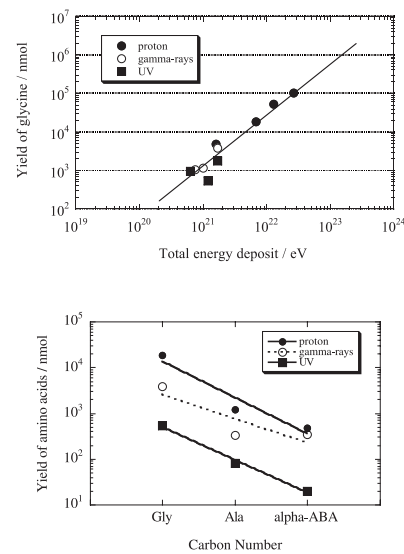 10^7
10^6
10^5
10^4
10^3
10^2
Yield of glycine / nmol
proton
gamma-rays
UV
10^19 10^20 10^21 10^22 10^23 10^24
Total energy deposit / eV
10^5
10^4
10^3
10^2
10^1
Yield of amino acids / nmol
proton
gamma-rays
UV
Gly Ala alpha-ABA
Carbon Number